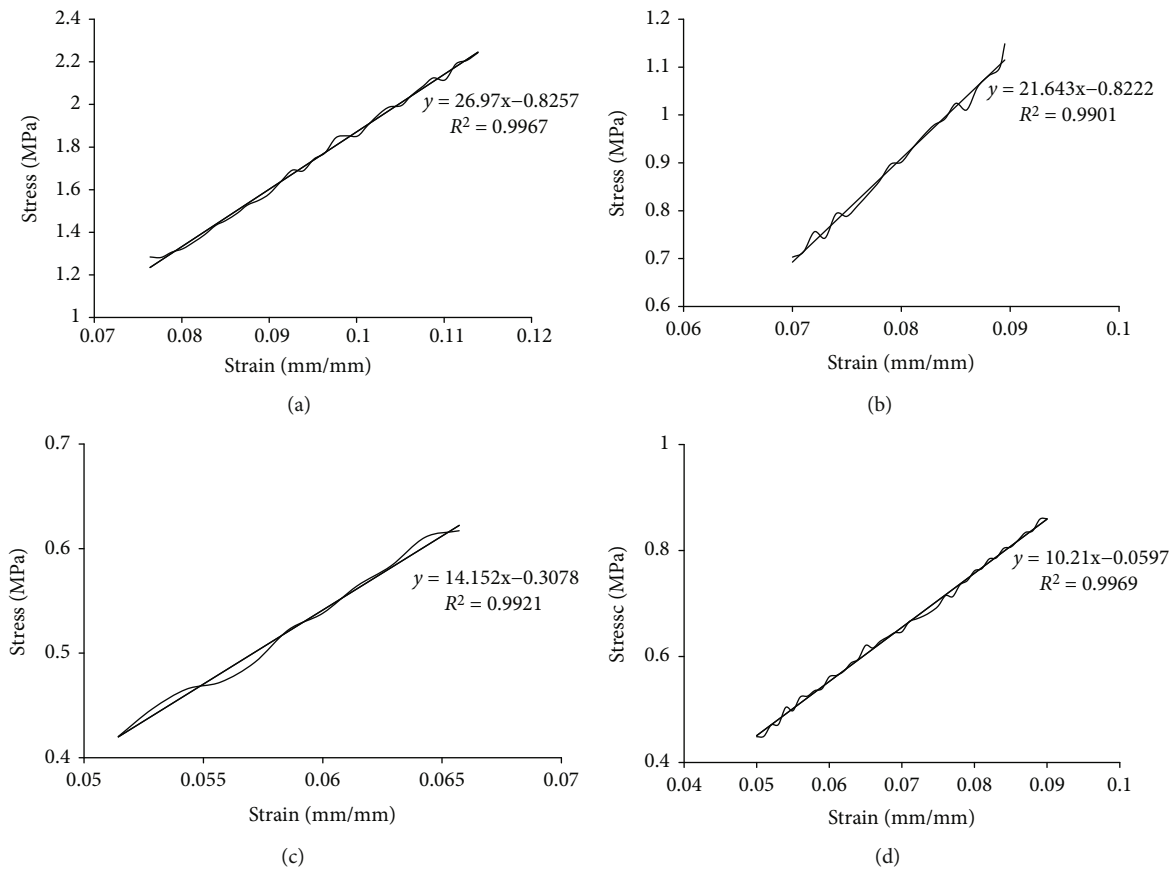 2.4
2.2
2
1.8
1.6
1.4
1.2
1
Stress (MPa)
y = 26.97x−0.8257
R² = 0.9967
0.07
0.08
0.09
0.1
0.11
0.12
Strain (mm/mm)
(a)
1.2
1.1
1
0.9
0.8
0.7
0.6
Stress (MPa)
y = 21.643x−0.8222
R² = 0.9901
0.06
0.07
0.08
0.09
0.1
Strain (mm/mm)
(b)
0.7
0.6
0.5
0.4
Stress (MPa)
y = 14.152x−0.3078
R² = 0.9921
0.05
0.055
0.06
0.065
0.07
Strain (mm/mm)
(c)
1
0.8
0.6
0.4
Stressc (MPa)
y = 10.21x−0.0597
R² = 0.9969
0.04
0.05
0.06
0.07
0.08
0.09
0.1
Strain (mm/mm)
(d)